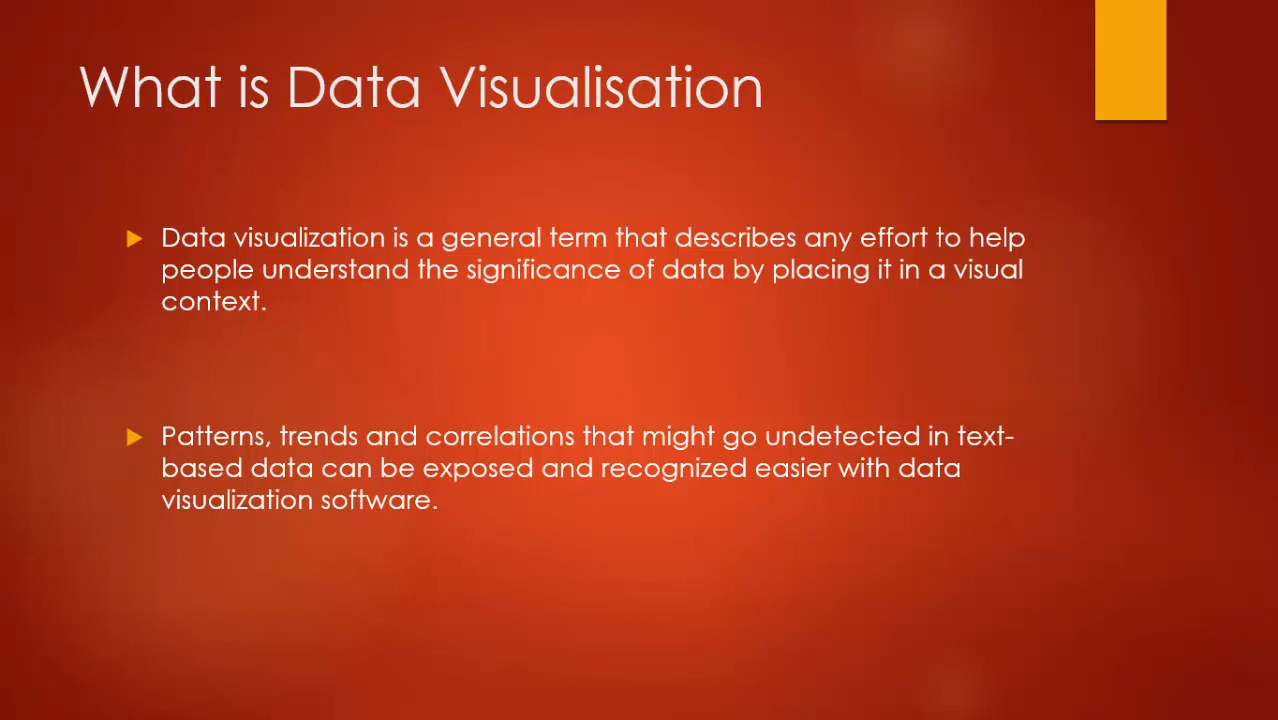 What is Data Visualisation
Data visualization is a general term that describes any effort to help
people understand the significance of data by placing it in a visual
context.
Patterns, trends and correlations that might go undetected in text-
based data can be exposed and recognized easier with data
visualization software.